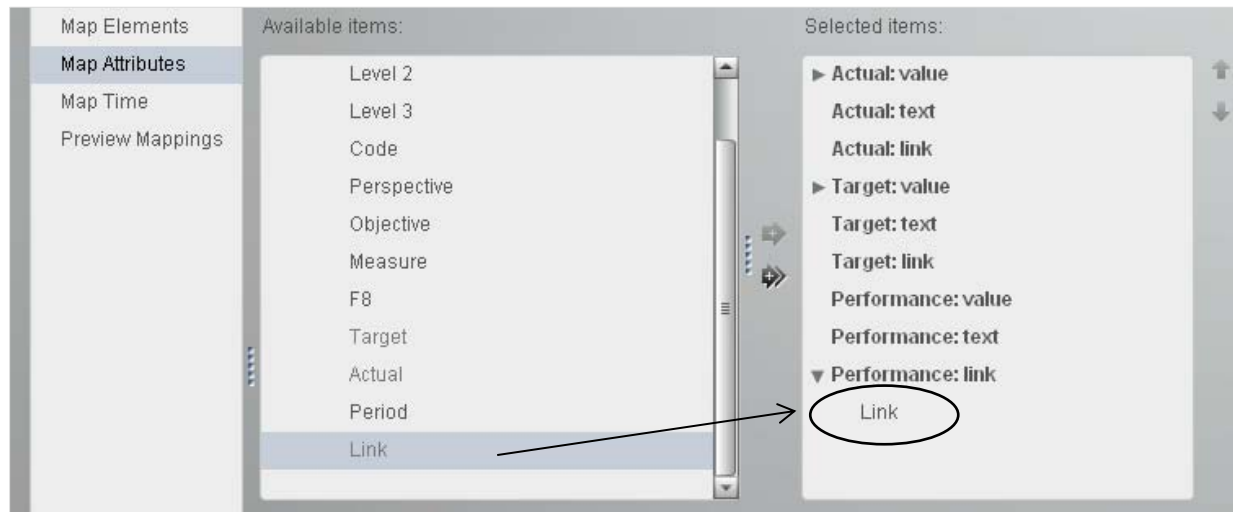 Map Elements
Map Attributes
Map Time
Preview Mappings
Available items:
Level 2
Level 3
Code
Perspective
Objective
Measure
F8
Target
Actual
Period
Link
Selected items:
Actual: value
Actual: text
Actual: link
Target: value
Target: text
Target: link
Performance: value
Performance: text
Performance: link
Link